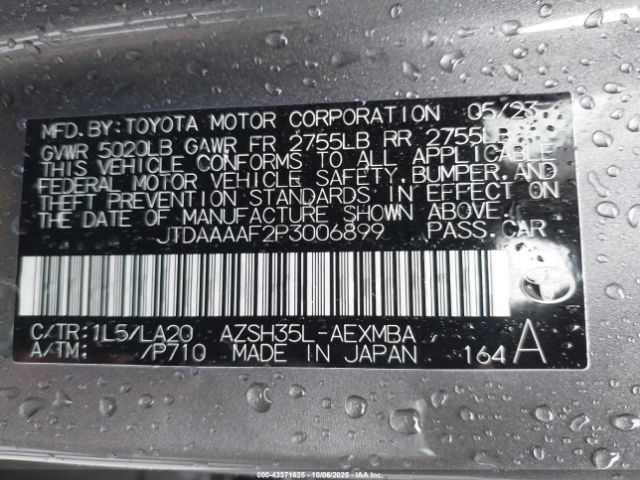 MFD. BY: TOYOTA MOTOR CORPORATION 05/23
GVWR 5020LB GAWR FR 2755LB RR 2755LB
THIS VEHICLE CONFORMS TO ALL APPLICABLE
FEDERAL MOTOR VEHICLE SAFETY, BUMPER, AND
THEFT PREVENTION STANDARDS IN EFFECT ON
THE DATE OF MANUFACTURE SHOWN ABOVE.
JTDAAAAF2P3006899 PASS. CAR
C/TR: 1L5/LA20 AZSH35L-AEXMBA
A/TM: /P710 MADE IN JAPAN 164 A
000-43371625 - 10/06/2025 - IAA, Inc.